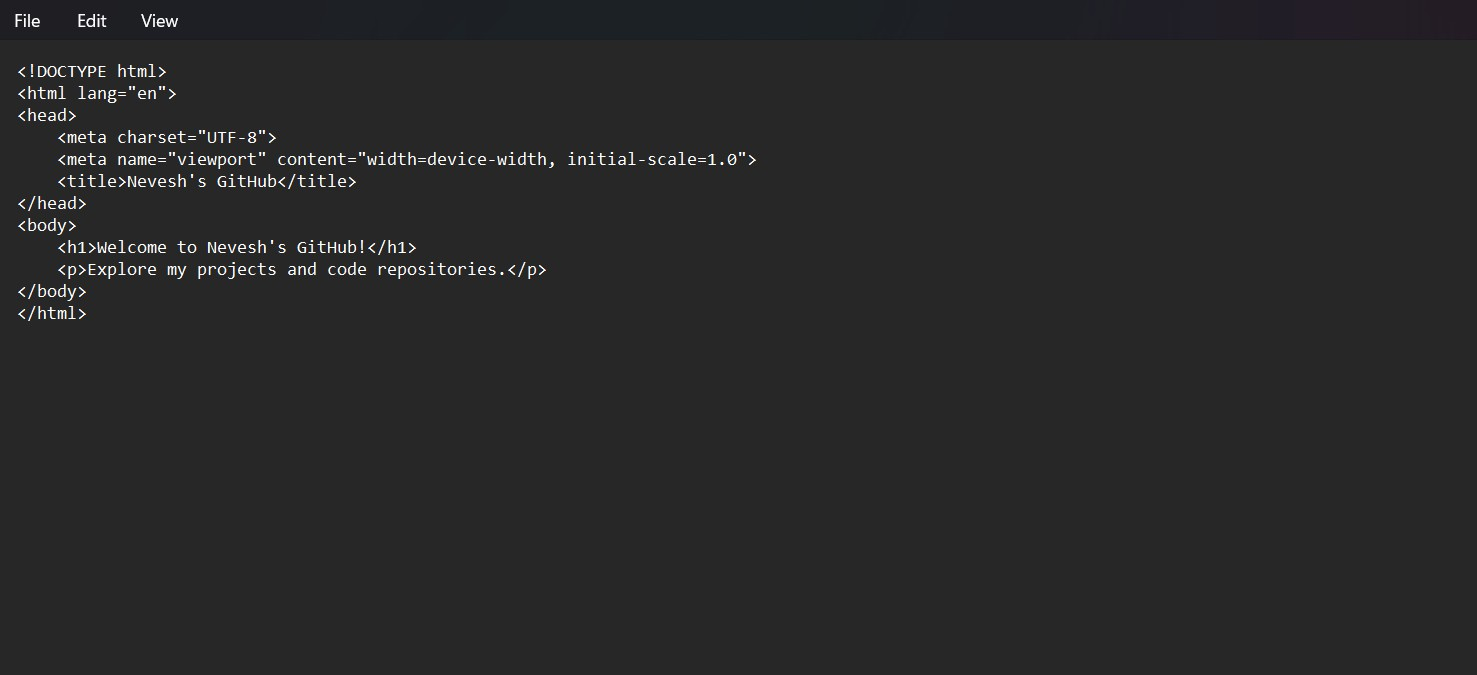 File Edit View
<!DOCTYPE html>
<html lang="en">
<head>
    <meta charset="UTF-8">
    <meta name="viewport" content="width=device-width, initial-scale=1.0">
    <title>Nevesh's GitHub</title>
</head>
<body>
    <h1>Welcome to Nevesh's GitHub!</h1>
    <p>Explore my projects and code repositories.</p>
</body>
</html>